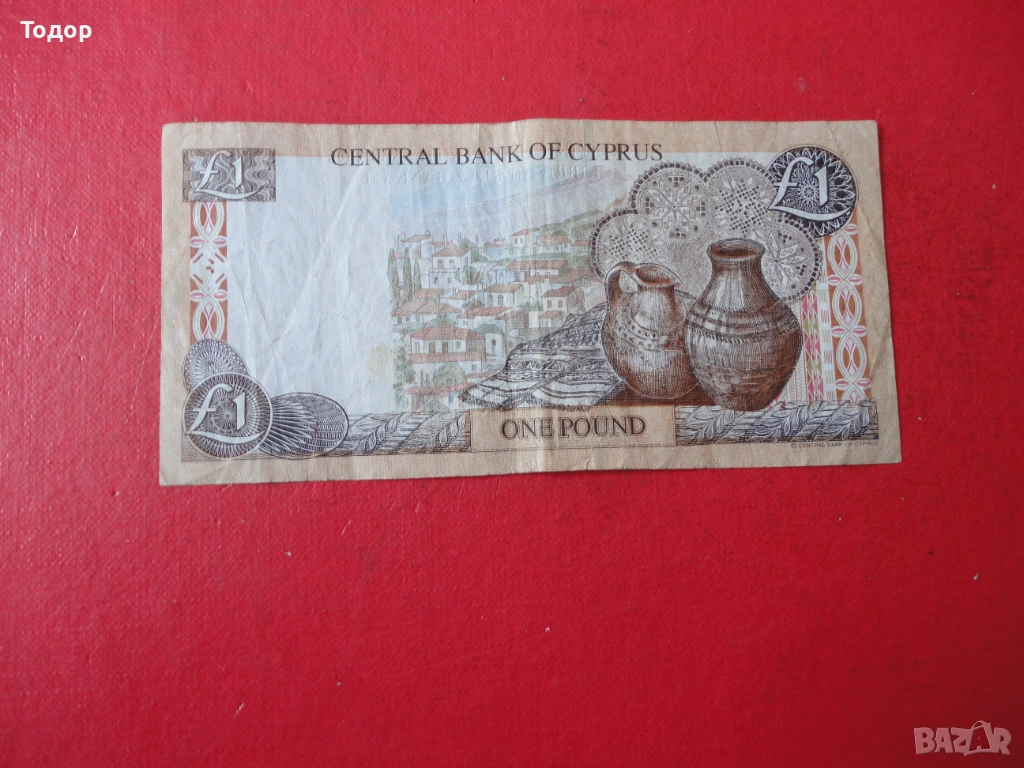 Тодор
CENTRAL BANK OF CYPRUS
£1
£1
£1
ONE POUND
© CENTRAL BANK OF CYPRUS
BAZAR